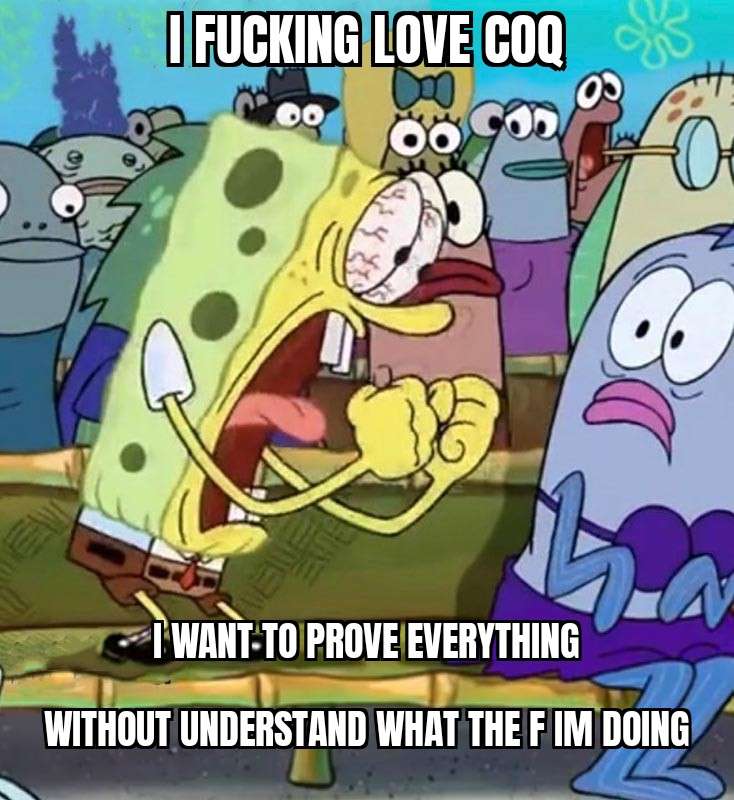 I FUCKING LOVE COQ
I WANT TO PROVE EVERYTHING
WITHOUT UNDERSTAND WHAT THE F IM DOING